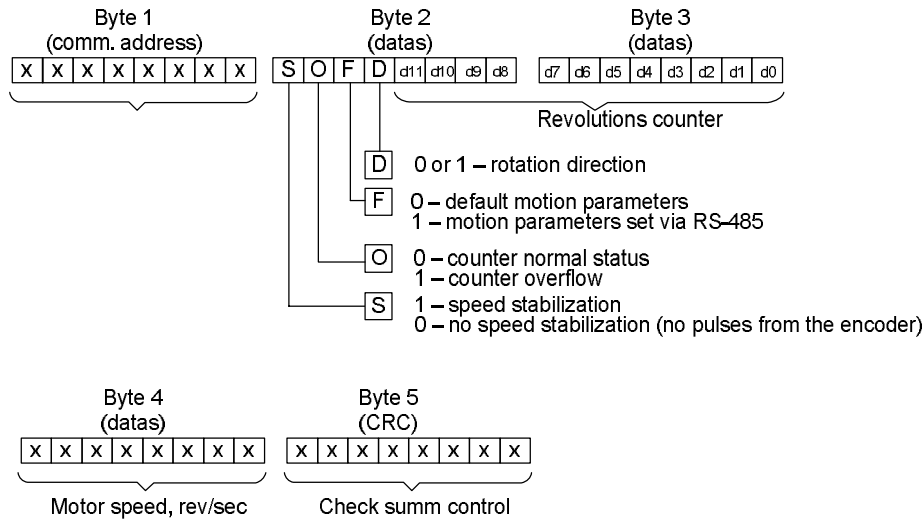 Byte 1
(comm. address)
X X X X X X X X
Byte 2
(datas)
S O F D d11 d10 d9 d8
Byte 3
(datas)
d7 d6 d5 d4 d3 d2 d1 d0
Revolutions counter
D 0 or 1 – rotation direction
F 0 – default motion parameters
1 – motion parameters set via RS-485
O 0 – counter normal status
1 – counter overflow
S 1 – speed stabilization
0 – no speed stabilization (no pulses from the encoder)
Byte 4
(datas)
X X X X X X X X
Motor speed, rev/sec
Byte 5
(CRC)
X X X X X X X X
Check summ control